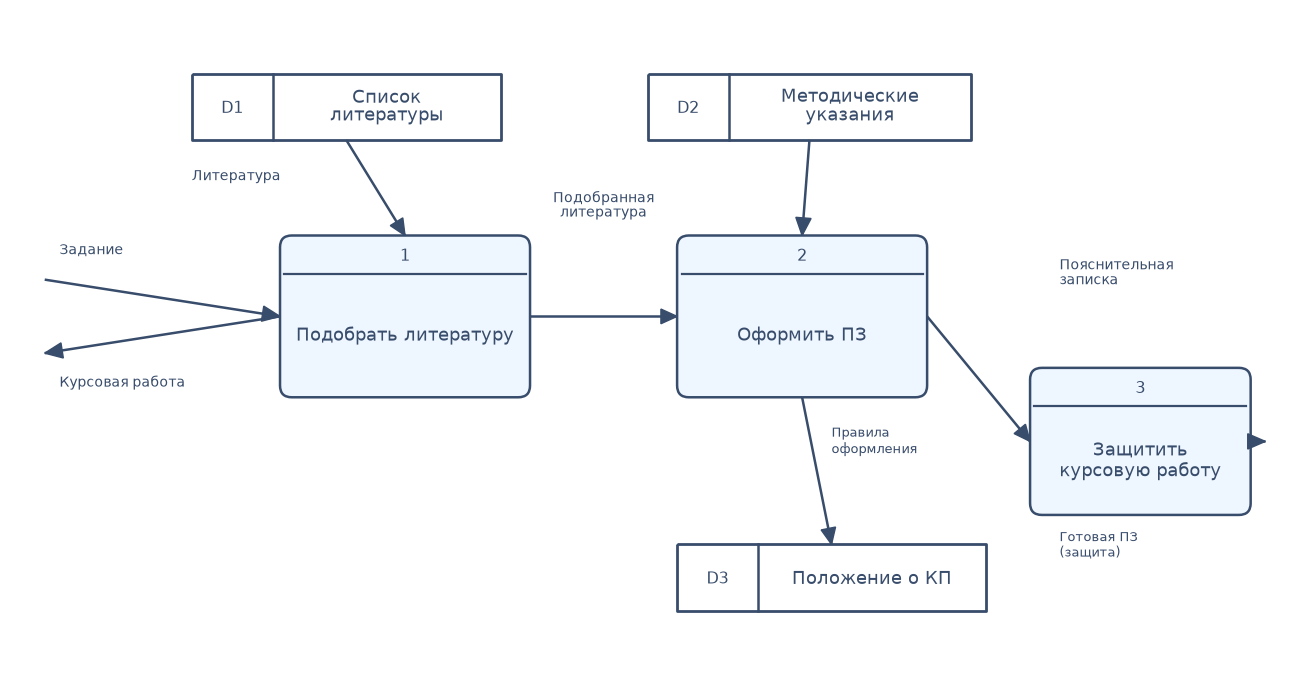 D1
Список
литературы
D2
Методические
указания
Литература
Подобранная
литература
Задание
1
2
Пояснительная
записка
Подобрать литературу
Оформить ПЗ
Курсовая работа
3
Правила
оформления
Защитить
курсовую работу
Готовая ПЗ
(защита)
D3
Положение о КП